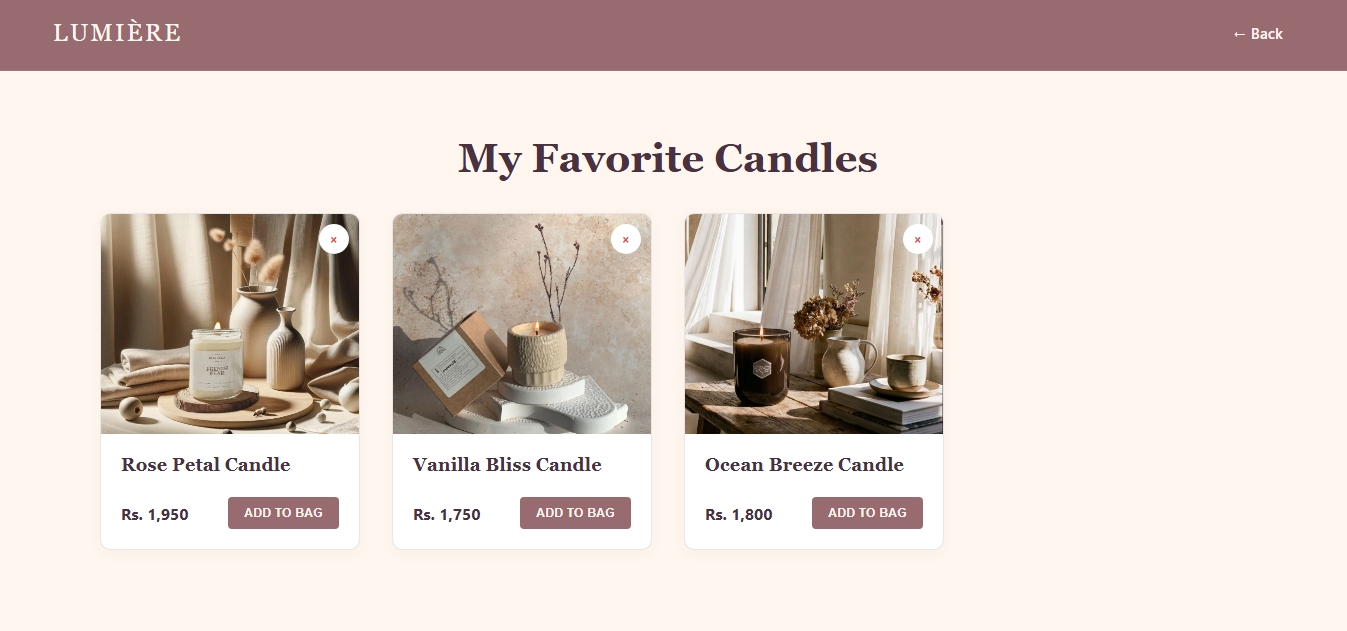 LUMIÈRE
← Back
My Favorite Candles
×
×
×
Rose Petal Candle
Vanilla Bliss Candle
Ocean Breeze Candle
Rs. 1,950
ADD TO BAG
Rs. 1,750
ADD TO BAG
Rs. 1,800
ADD TO BAG